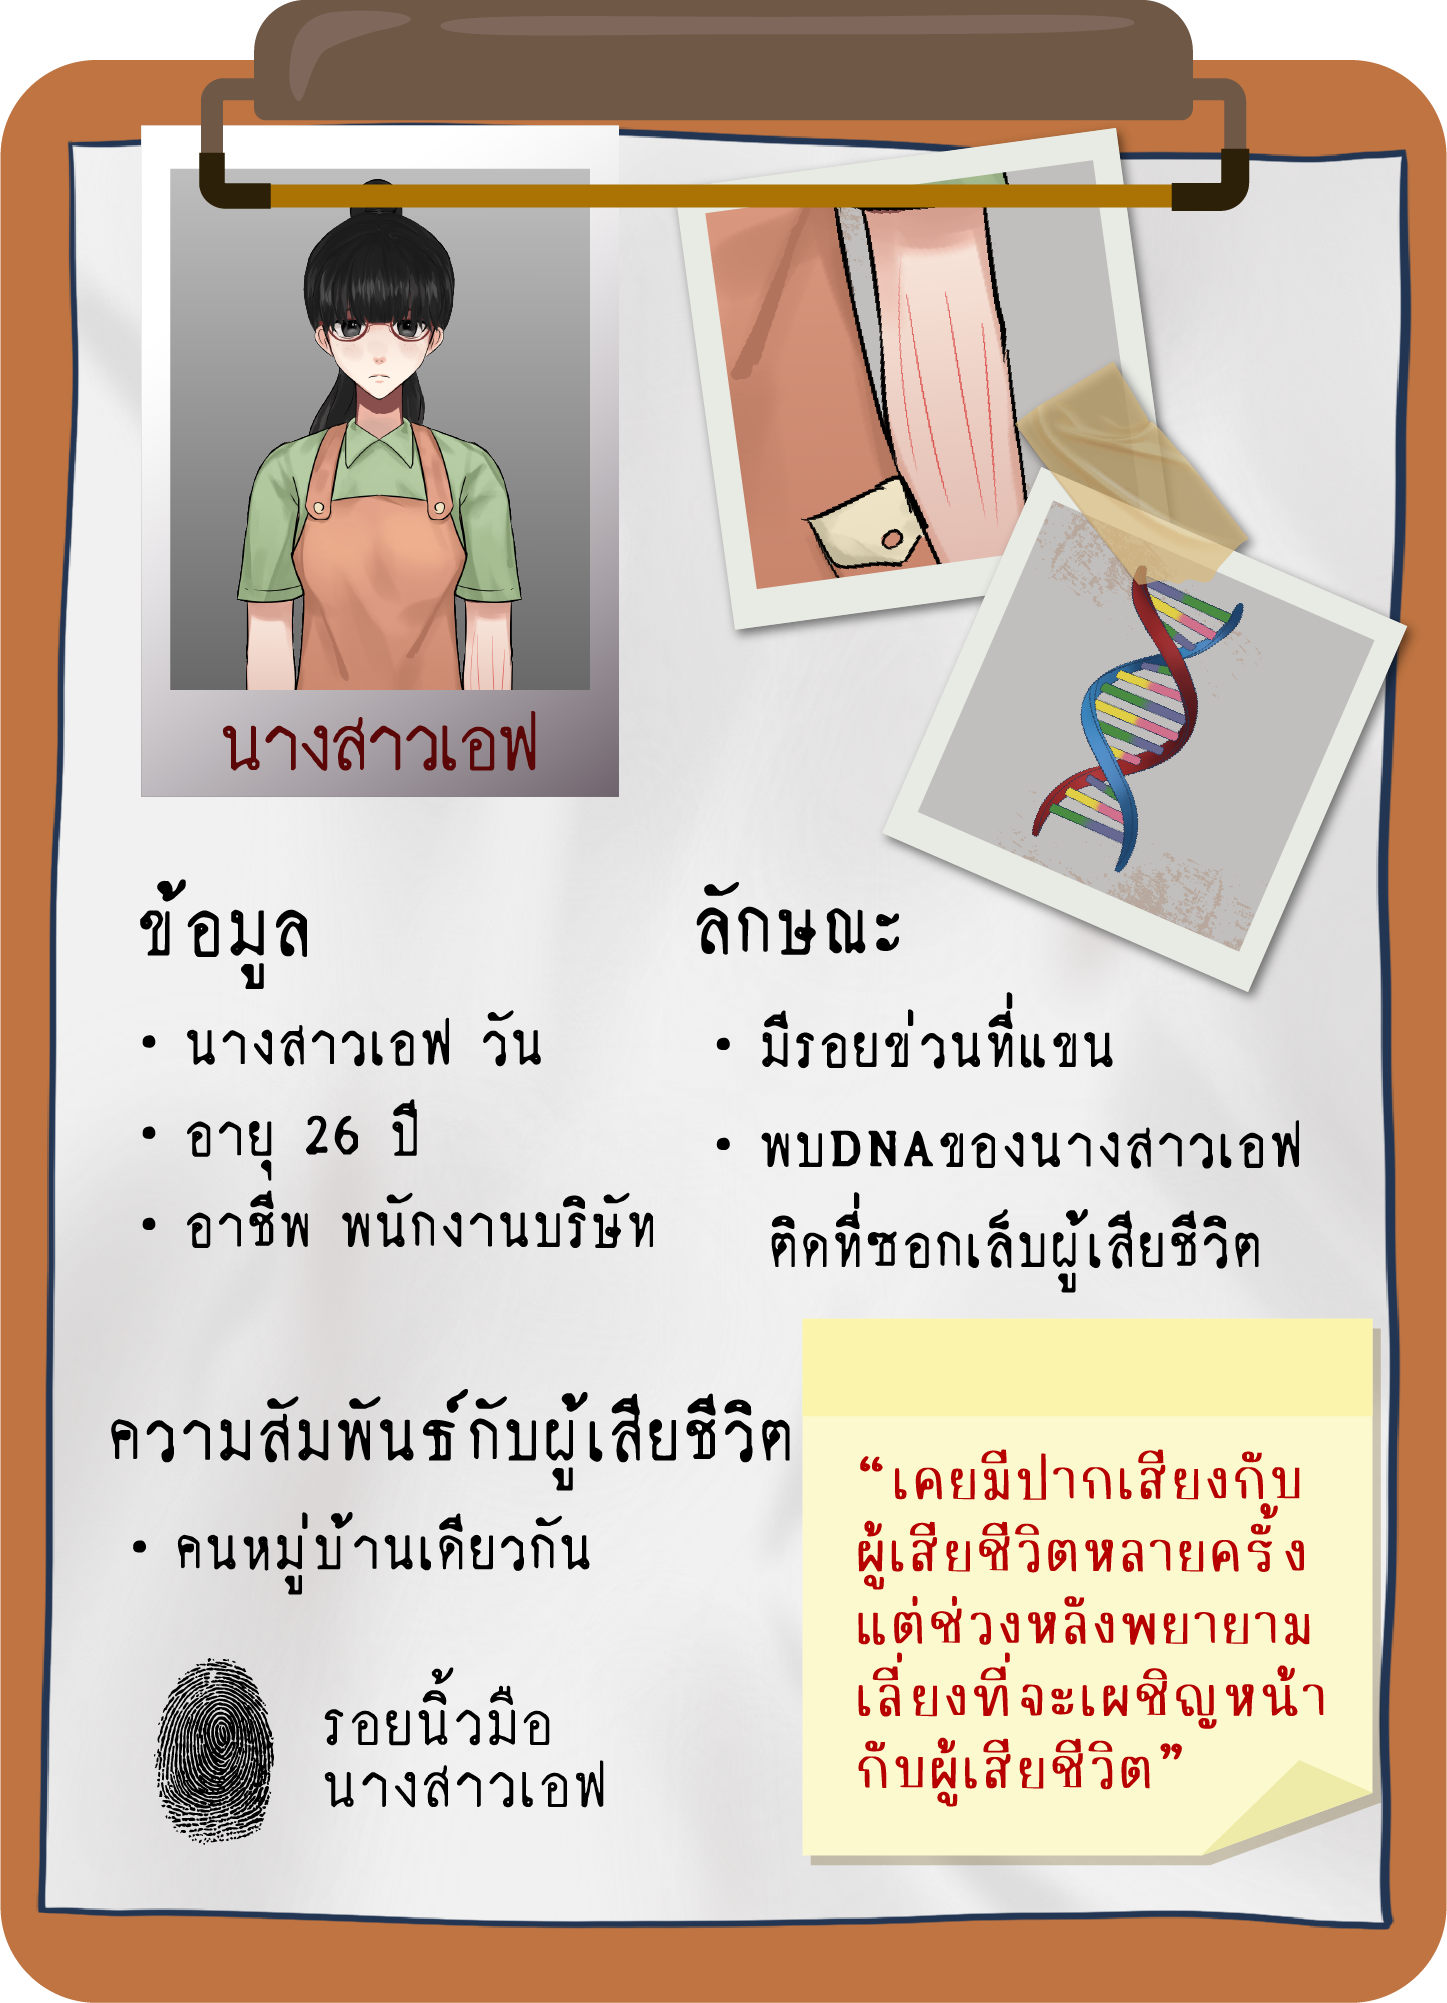 นางสาวเอฟ
ข้อมูล
• นางสาวเอฟ วัน
• อายุ 26 ปี
• อาชีพ พนักงานบริษัท
ลักษณะ
• มีรอยข่วนที่แขน
• พบDNAของนางสาวเอฟ
ติดที่ซอกเล็บผู้เสียชีวิต
ความสัมพันธ์กับผู้เสียชีวิต
• คนหมู่บ้านเดียวกัน
รอยนิ้วมือ
นางสาวเอฟ
“เคยมีปากเสียงกับ
ผู้เสียชีวิตหลายครั้ง
แต่ช่วงหลังพยายาม
เลี่ยงที่จะเผชิญหน้า
กับผู้เสียชีวิต”